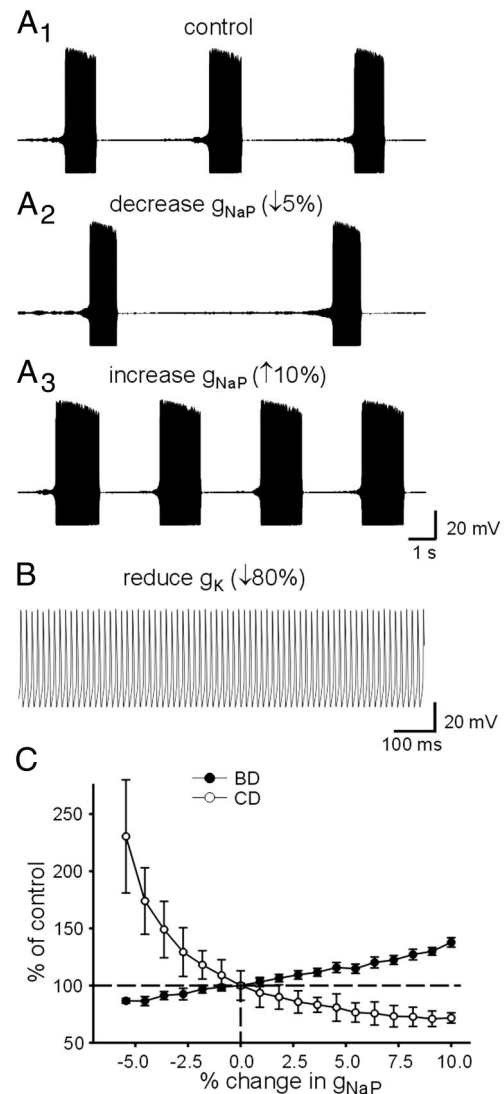 A1 control
A2 decrease gNaP (↓5%)
A3 increase gNaP (↑10%)
20 mV
1 s
B reduce gK (↓80%)
20 mV
100 ms
C
BD
CD
% of control
250
200
150
100
50
-5.0 -2.5 0.0 2.5 5.0 7.5 10.0
% change in gNaP